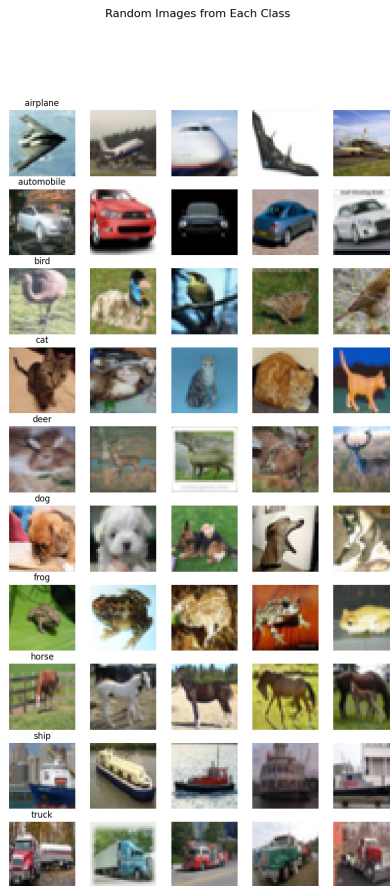 Random Images from Each Class
airplane
automobile
bird
cat
deer
dog
frog
horse
ship
truck